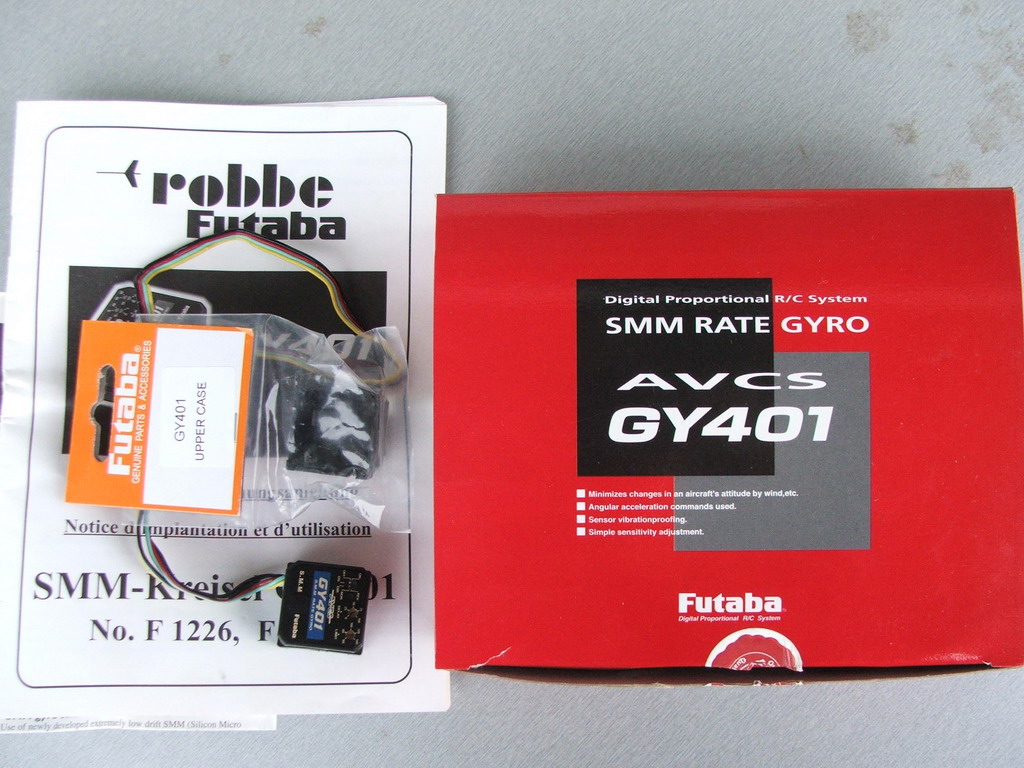 robbe
Futaba
GY401
Futaba®
GENUINE PARTS & ACCESSORIES
GY401
UPPER CASE
Notice d'implantation et d'utilisation
SMM-Kreisel 01
No. F 1226, F
S.M.M
GY401
Futaba
Use of newly developed extremely low drift SMM (Silicon Micro
Digital Proportional R/C System
SMM RATE GYRO
AVCS
GY401
Minimizes changes in an aircraft's attitude by wind,etc.
Angular acceleration commands used.
Sensor vibrationproofing.
Simple sensitivity adjustment.
Futaba
Digital Proportional R/C System